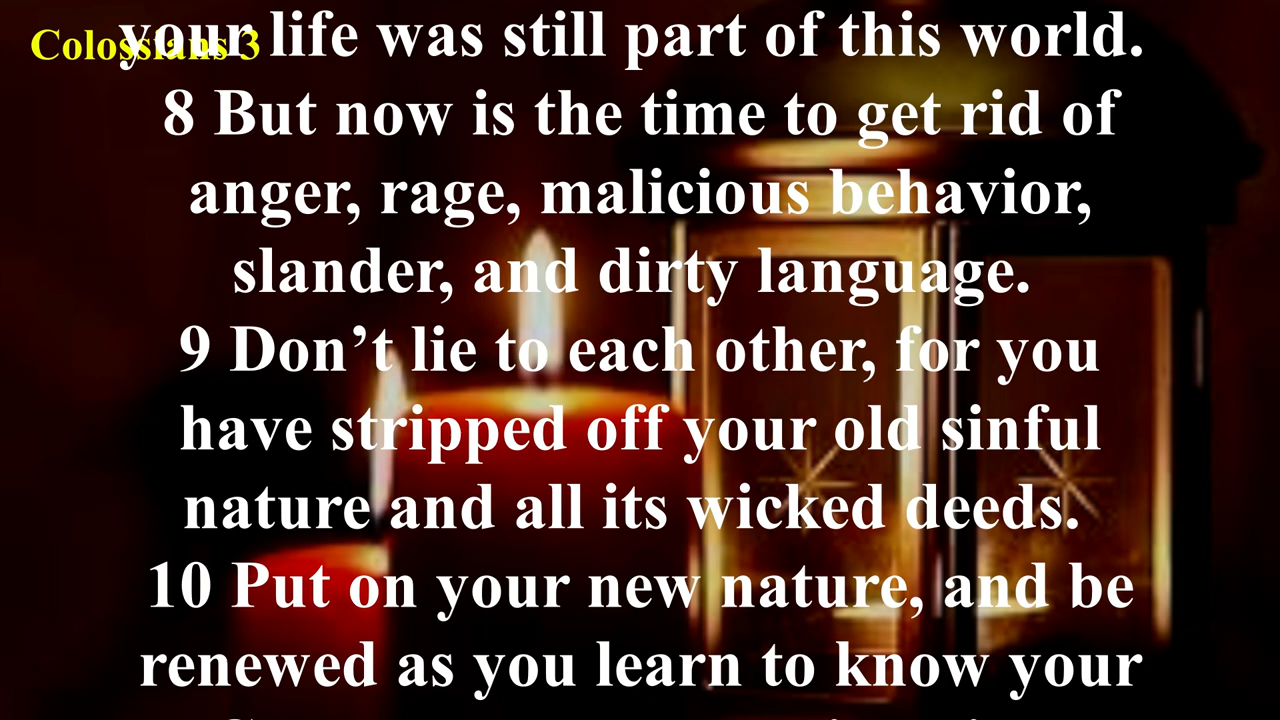 Colossians 3
your life was still part of this world.
8 But now is the time to get rid of
anger, rage, malicious behavior,
slander, and dirty language.
9 Don’t lie to each other, for you
have stripped off your old sinful
nature and all its wicked deeds.
10 Put on your new nature, and be
renewed as you learn to know your